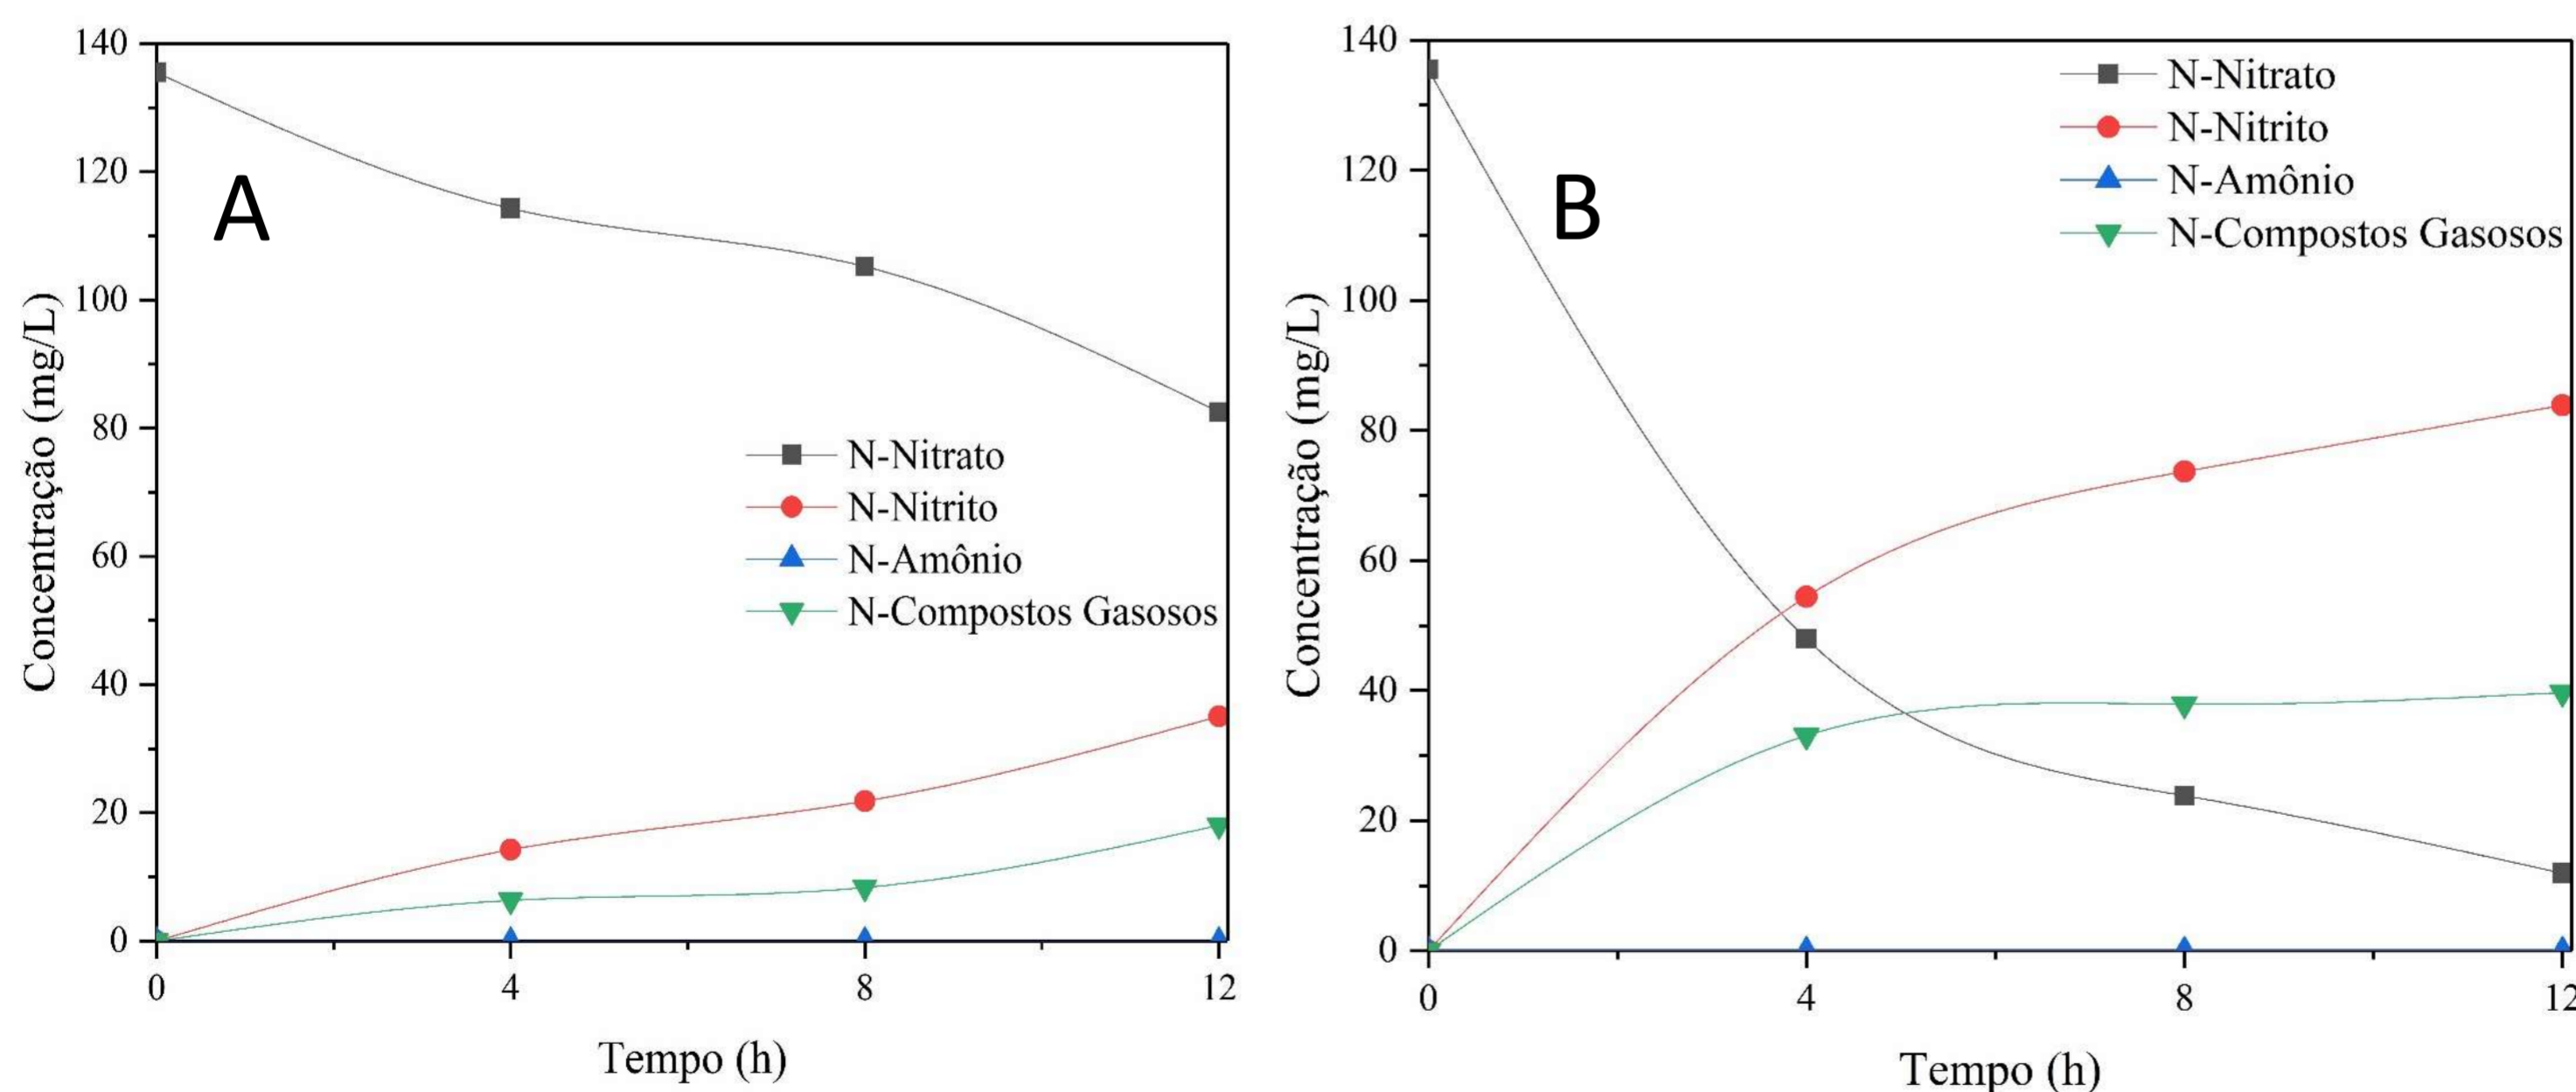 A
Concentração (mg/L)
140
120
100
80
60
40
20
0
0 4 8 12
Tempo (h)
N-Nitrato
N-Nitrito
N-Amônio
N-Compostos Gasosos
B
Concentração (mg/L)
140
120
100
80
60
40
20
0
0 4 8 12
Tempo (h)
N-Nitrato
N-Nitrito
N-Amônio
N-Compostos Gasosos